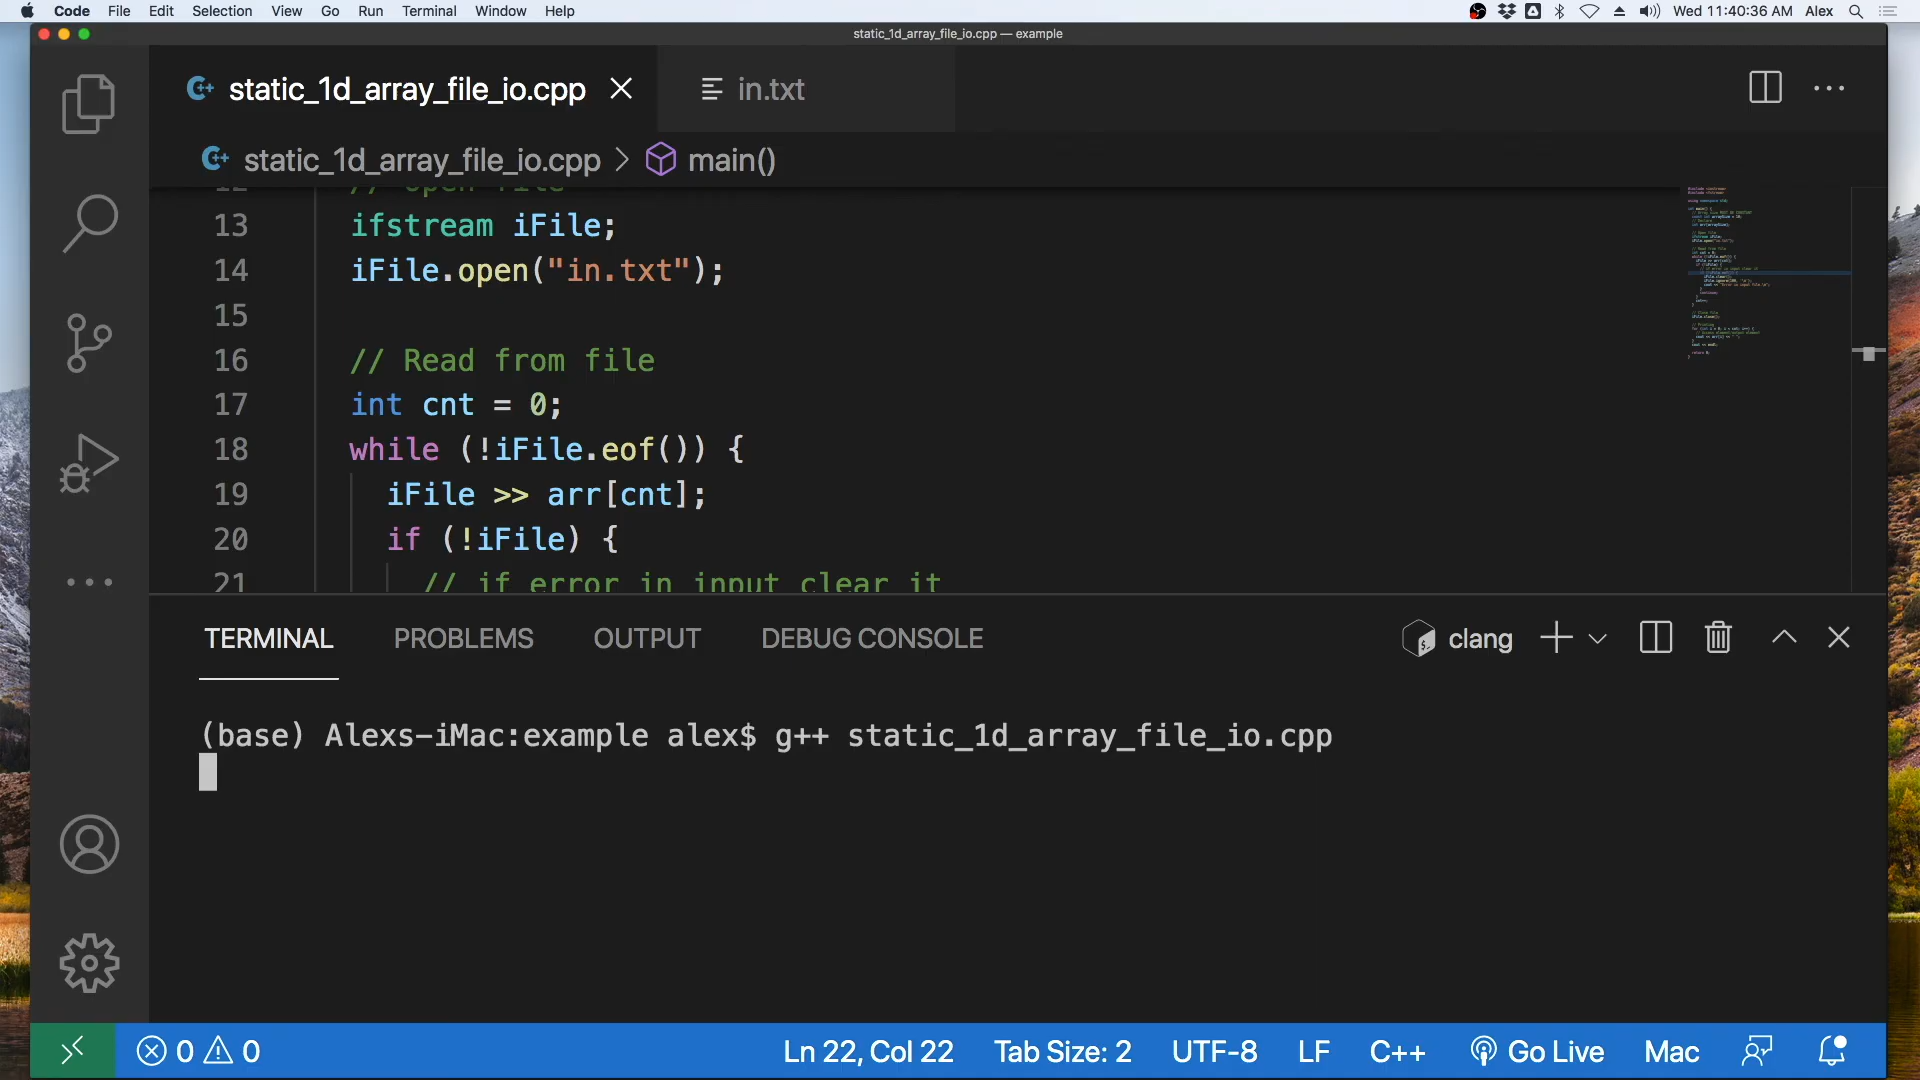 Code File Edit Selection View Go Run Terminal Window Help Wed 11:40:36 AM Alex
static_1d_array_file_io.cpp — example
static_1d_array_file_io.cpp in.txt
static_1d_array_file_io.cpp > main()
12 // Open file
13 ifstream iFile;
14 iFile.open("in.txt");
15
16 // Read from file
17 int cnt = 0;
18 while (!iFile.eof()) {
19 iFile >> arr[cnt];
20 if (!iFile) {
21 // if error in input clear it
TERMINAL PROBLEMS OUTPUT DEBUG CONSOLE clang
(base) Alexs-iMac:example alex$ g++ static_1d_array_file_io.cpp
0 0 Ln 22, Col 22 Tab Size: 2 UTF-8 LF C++ Go Live Mac